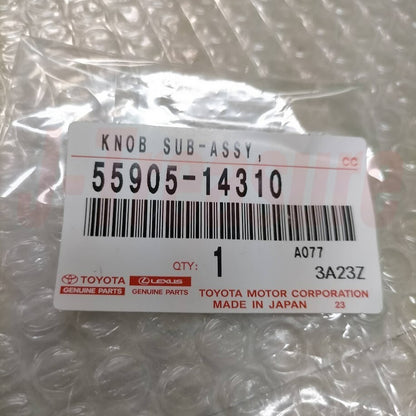 KNOB SUB-ASSY,
CC
55905-14310
QTY: 1
A077
3A23Z
TOYOTA
GENUINE PARTS
LEXUS
GENUINE PARTS
TOYOTA MOTOR CORPORATION
MADE IN JAPAN 23